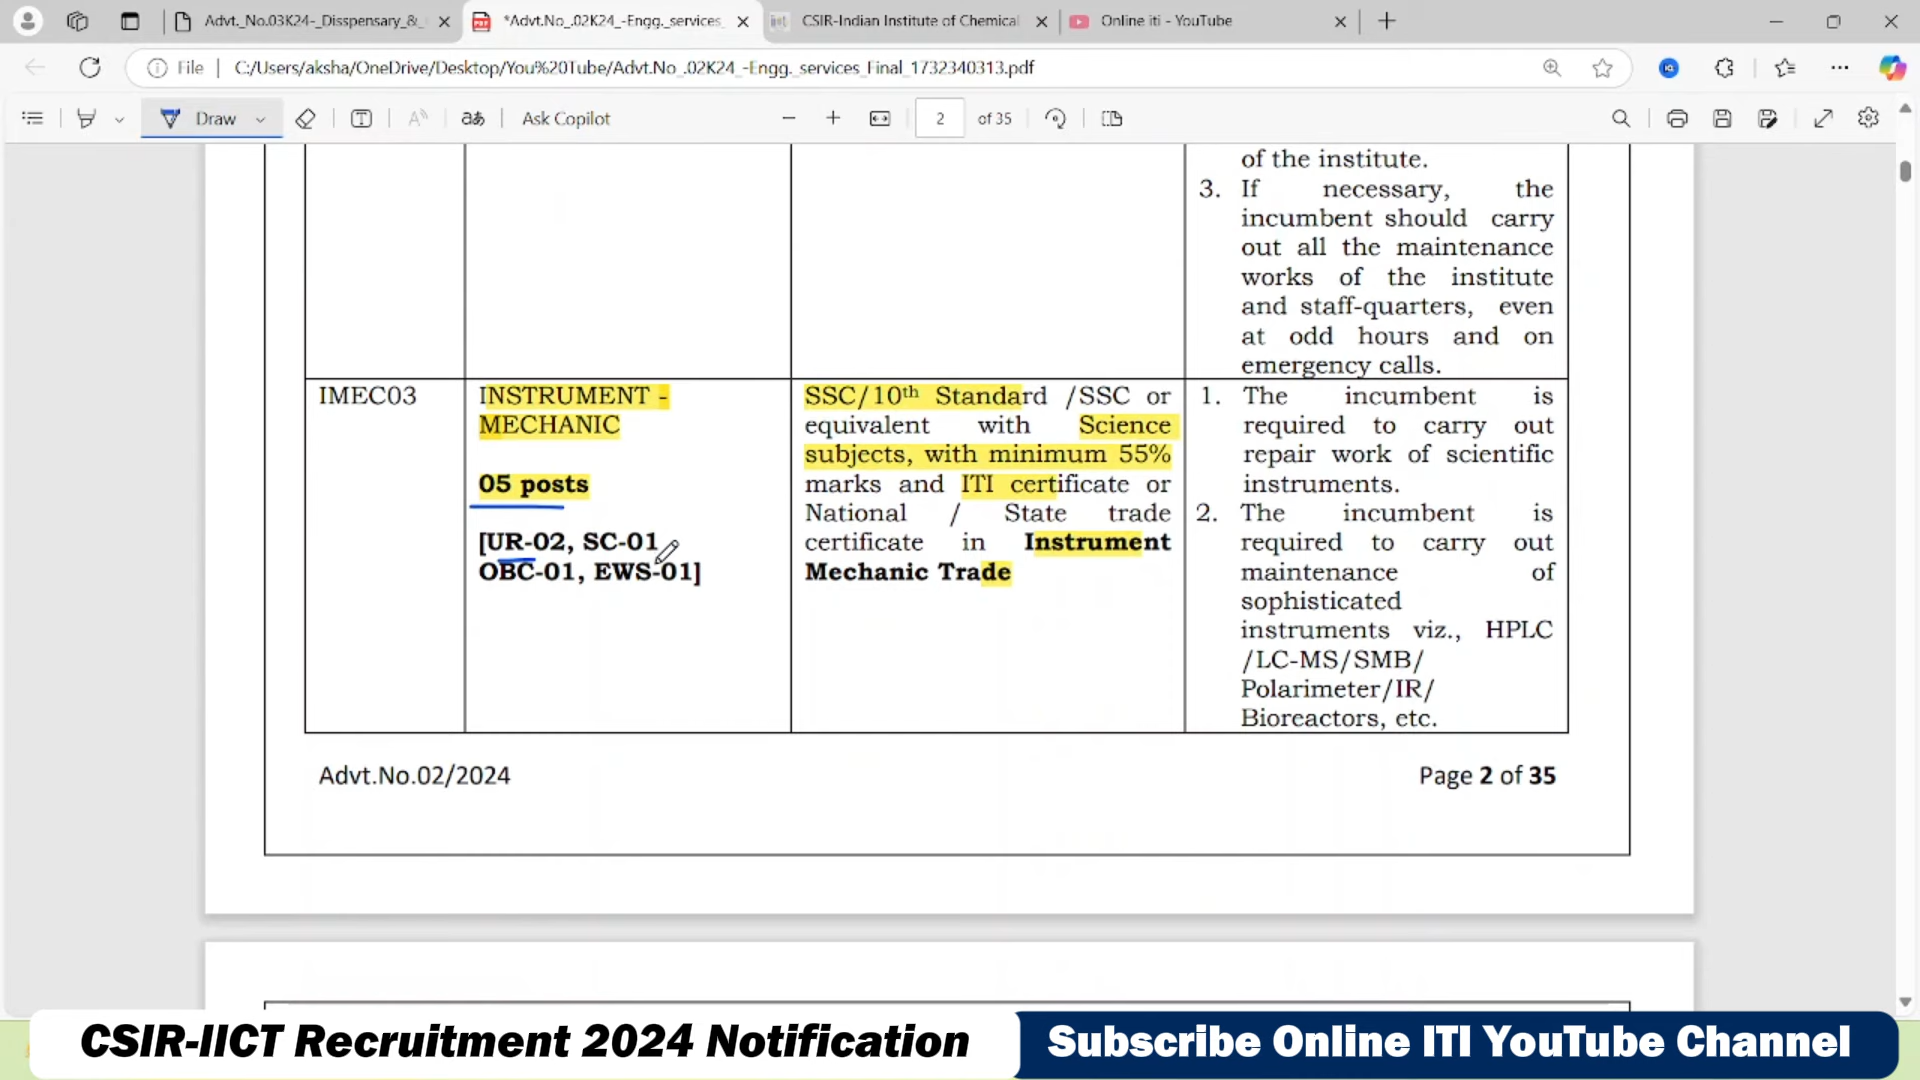 Advt._No.03K24-_Disspensary_&_
*Advt.No_.02K24_-Engg._services_
CSIR-Indian Institute of Chemical
Online iti - YouTube
File
C:/Users/aksha/OneDrive/Desktop/You%20Tube/Advt.No_.02K24_-Engg._services_Final_1732340313.pdf
Draw
aあ
Ask Copilot
2
of 35
of the institute.
3. If necessary, the
incumbent should carry
out all the maintenance
works of the institute
and staff-quarters, even
at odd hours and on
emergency calls.
IMEC03
INSTRUMENT -
MECHANIC
05 posts
[UR-02, SC-01
OBC-01, EWS-01]
SSC/10th Standard /SSC or
equivalent with Science
subjects, with minimum 55%
marks and ITI certificate or
National / State trade
certificate in Instrument
Mechanic Trade
1. The incumbent is
required to carry out
repair work of scientific
instruments.
2. The incumbent is
required to carry out
maintenance of
sophisticated
instruments viz., HPLC
/LC-MS/SMB/
Polarimeter/IR/
Bioreactors, etc.
Advt.No.02/2024
Page 2 of 35
CSIR-IICT Recruitment 2024 Notification
Subscribe Online ITI YouTube Channel